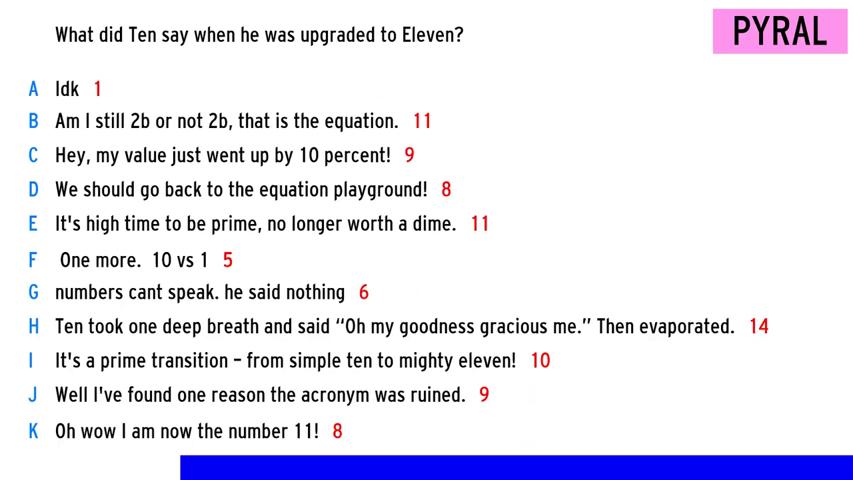 What did Ten say when he was upgraded to Eleven?
PYRAL
A Idk 1
B Am I still 2b or not 2b, that is the equation. 11
C Hey, my value just went up by 10 percent! 9
D We should go back to the equation playground! 8
E It's high time to be prime, no longer worth a dime. 11
F One more. 10 vs 1 5
G numbers cant speak. he said nothing 6
H Ten took one deep breath and said “Oh my goodness gracious me.” Then evaporated. 14
I It's a prime transition – from simple ten to mighty eleven! 10
J Well I've found one reason the acronym was ruined. 9
K Oh wow I am now the number 11! 8